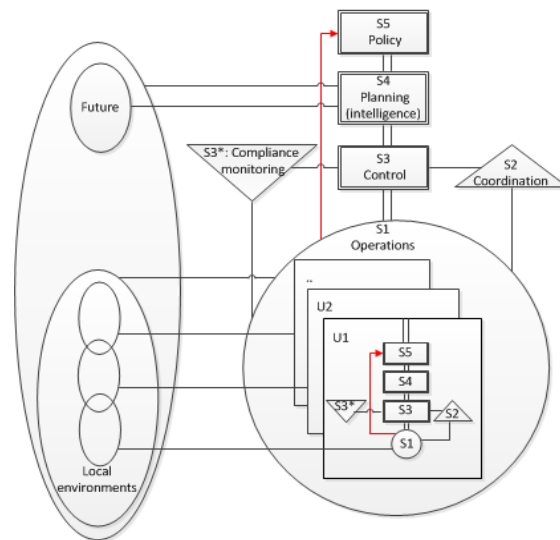 S5
Policy
S4
Planning
(intelligence)
Future
S3*: Compliance
monitoring
S3
Control
S2
Coordination
S1
Operations
..
U2
U1
S5
S4
S3*
S3
S2
S1
Local
environments